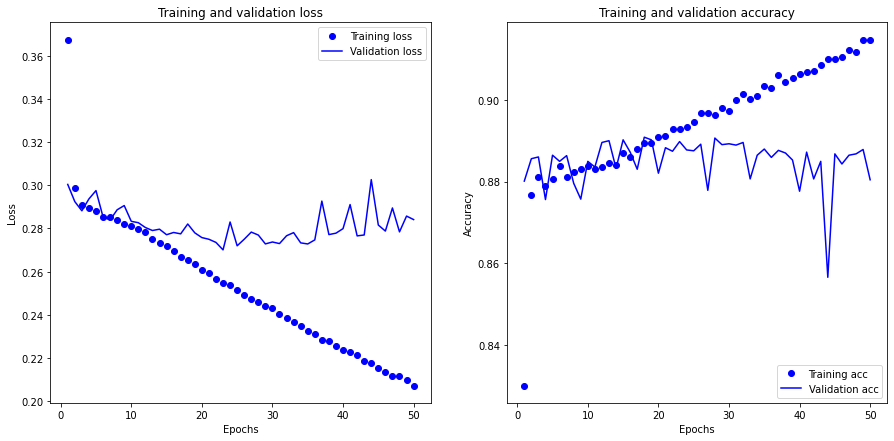 Training and validation loss
Training loss
Validation loss
0.36
0.34
0.32
0.30
0.28
0.26
0.24
0.22
0.20
Loss
0
10
20
30
40
50
Epochs
Training and validation accuracy
0.90
0.88
0.86
0.84
Accuracy
Training acc
Validation acc
0
10
20
30
40
50
Epochs